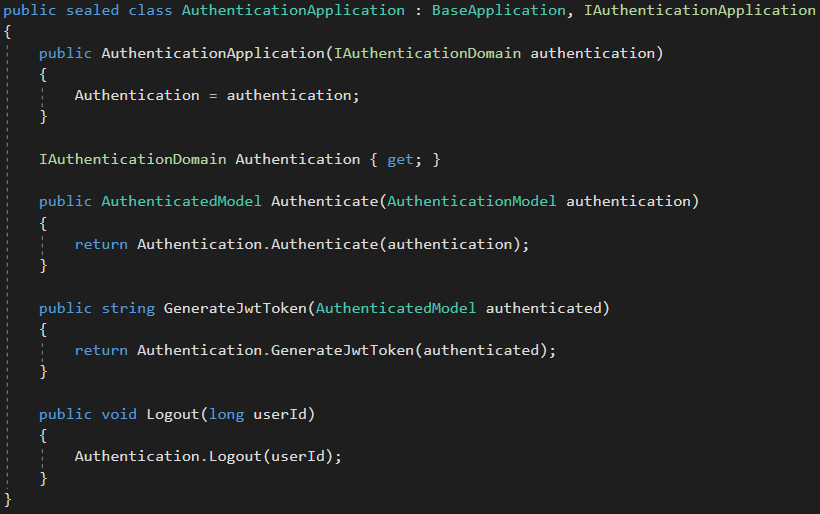 public sealed class AuthenticationApplication : BaseApplication, IAuthenticationApplication
{
    public AuthenticationApplication(IAuthenticationDomain authentication)
    {
        Authentication = authentication;
    }

    IAuthenticationDomain Authentication { get; }

    public AuthenticatedModel Authenticate(AuthenticationModel authentication)
    {
        return Authentication.Authenticate(authentication);
    }

    public string GenerateJwtToken(AuthenticatedModel authenticated)
    {
        return Authentication.GenerateJwtToken(authenticated);
    }

    public void Logout(long userId)
    {
        Authentication.Logout(userId);
    }
}